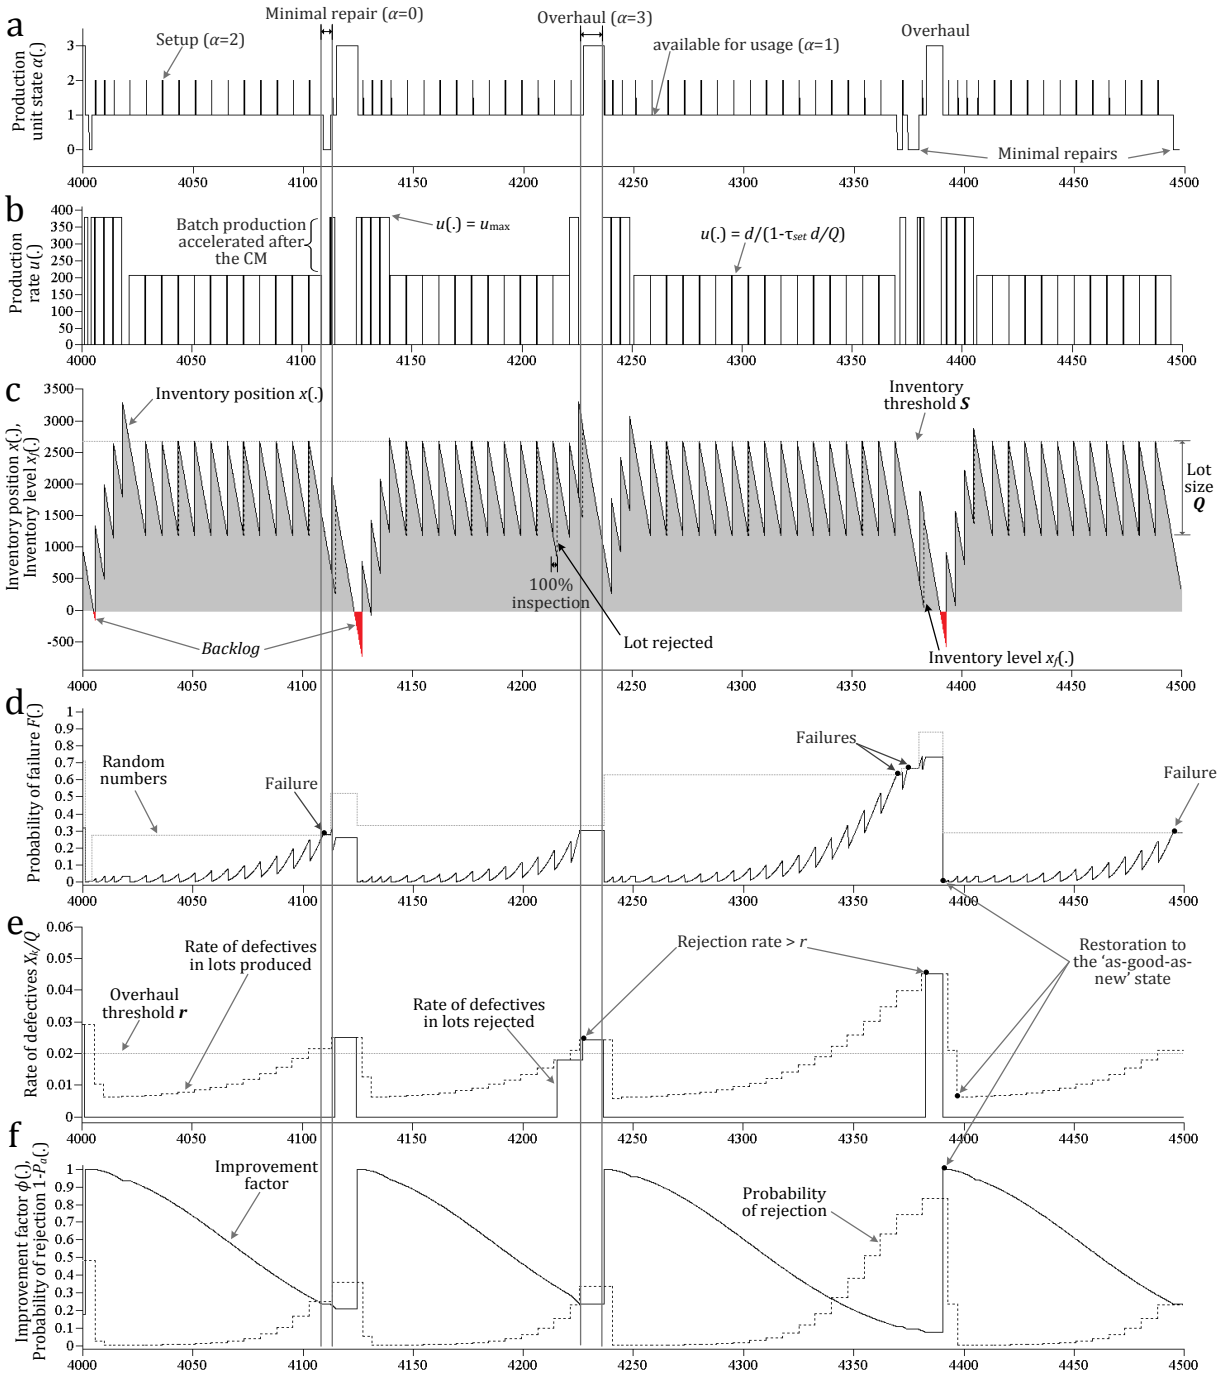 a
Minimal repair (α=0)
Overhaul (α=3)
Overhaul
Setup (α=2)
available for usage (α=1)
Production
unit state α(.)
3
2
1
0
Minimal repairs
4000 4050 4100 4150 4200 4250 4300 4350 4400 4450 4500
b
Production
rate u(.)
400
350
300
250
200
150
100
50
0
Batch production
accelerated after
the CM
u(.) = umax
u(.) = d/(1-τset d/Q)
4000 4050 4100 4150 4200 4250 4300 4350 4400 4450 4500
c
Inventory position x(.),
Inventory level xf(.)
3500
3000
2500
2000
1500
1000
500
0
-500
Inventory position x(.)
Inventory
threshold S
Lot
size
Q
100%
inspection
Lot rejected
Backlog
Inventory level xf(.)
4000 4050 4100 4150 4200 4250 4300 4350 4400 4450 4500
d
Probability of failure F(.)
1
0.9
0.8
0.7
0.6
0.5
0.4
0.3
0.2
0.1
0
Random
numbers
Failure
Failures
Failure
4000 4050 4100 4150 4200 4250 4300 4350 4400 4450 4500
e
Rate of defectives Xk/Q
0.06
0.05
0.04
0.03
0.02
0.01
0
Rate of defectives
in lots produced
Overhaul
threshold r
Rate of defectives
in lots rejected
Rejection rate > r
Restoration to
the ‘as-good-as-
new’ state
4000 4050 4100 4150 4200 4250 4300 4350 4400 4450 4500
f
Improvement factor ϕ(.),
Probability of rejection 1-Pa(.)
1
0.9
0.8
0.7
0.6
0.5
0.4
0.3
0.2
0.1
0
Improvement
factor
Probability
of rejection
4000 4050 4100 4150 4200 4250 4300 4350 4400 4450 4500